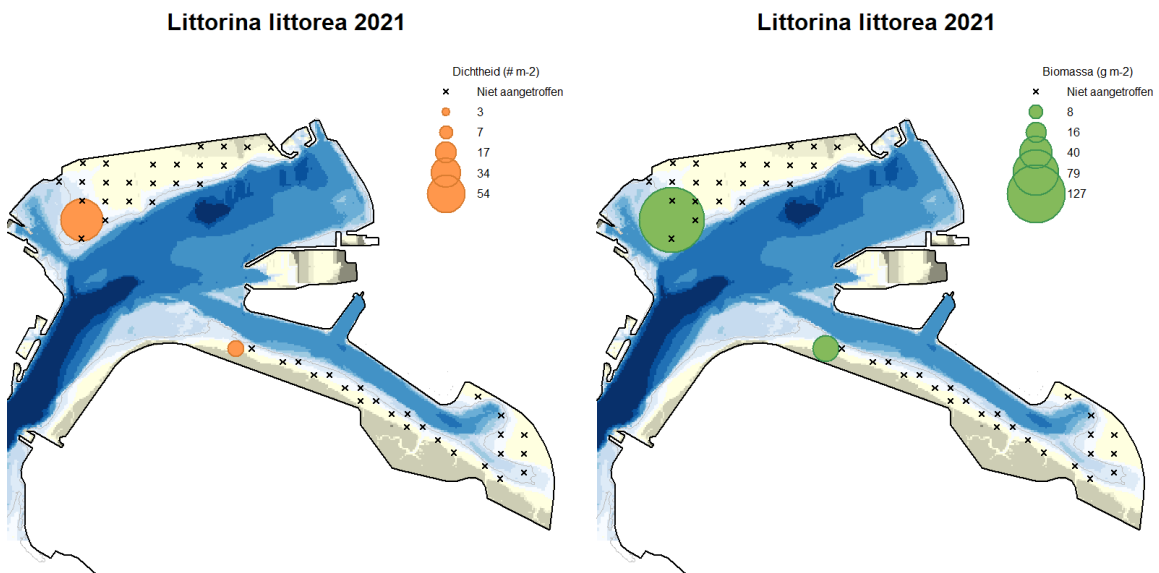 Littorina littorea 2021
Dichtheid (# m-2)
Niet aangetroffen
3
7
17
34
54
Littorina littorea 2021
Biomassa (g m-2)
Niet aangetroffen
8
16
40
79
127